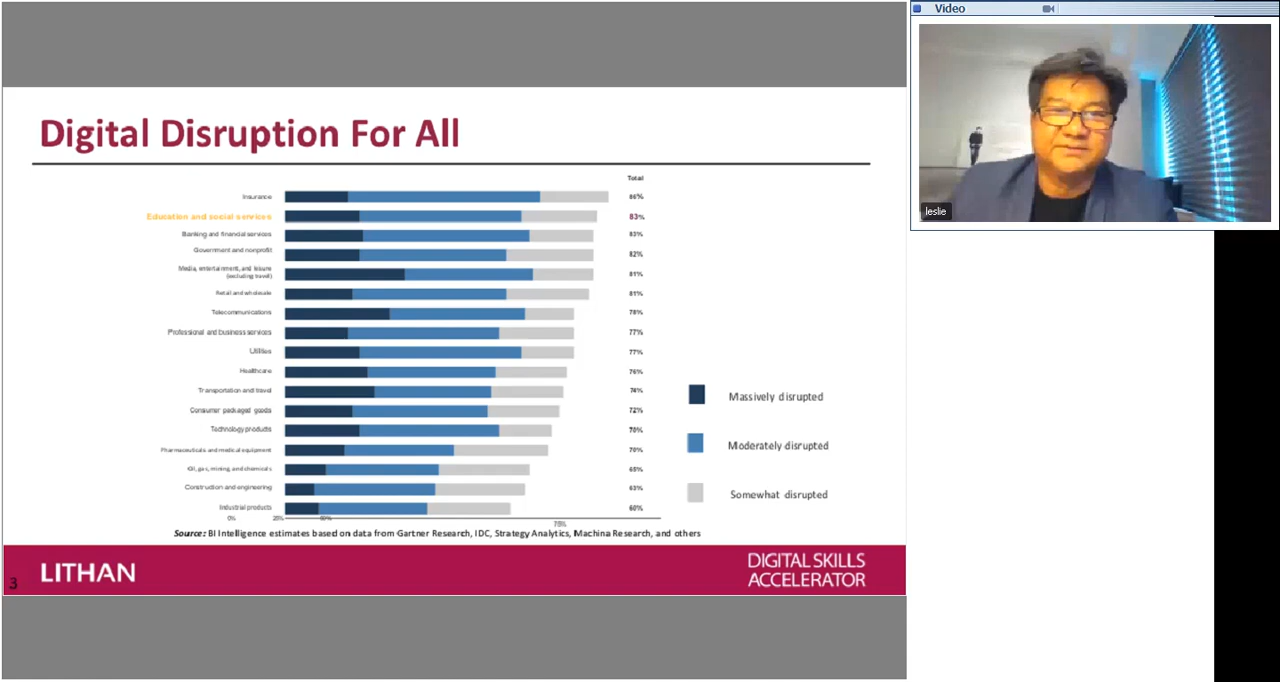 Video
leslie
Digital Disruption For All
Total
Insurance 86%
Education and social services 83%
Banking and financial services 83%
Government and nonprofit 82%
Media, entertainment, and leisure
(excluding travel) 81%
Retail and wholesale 81%
Telecommunications 78%
Professional and business services 77%
Utilities 77%
Healthcare 76%
Transportation and travel 74%
Consumer packaged goods 72%
Technology products 70%
Pharmaceuticals and medical equipment 70%
Oil, gas, mining, and chemicals 65%
Construction and engineering 63%
Industrial products 60%
0% 25% 50% 75%
Massively disrupted
Moderately disrupted
Somewhat disrupted
Source: BI Intelligence estimates based on data from Gartner Research, IDC, Strategy Analytics, Machina Research, and others
3
LITHAN
DIGITAL SKILLS
ACCELERATOR